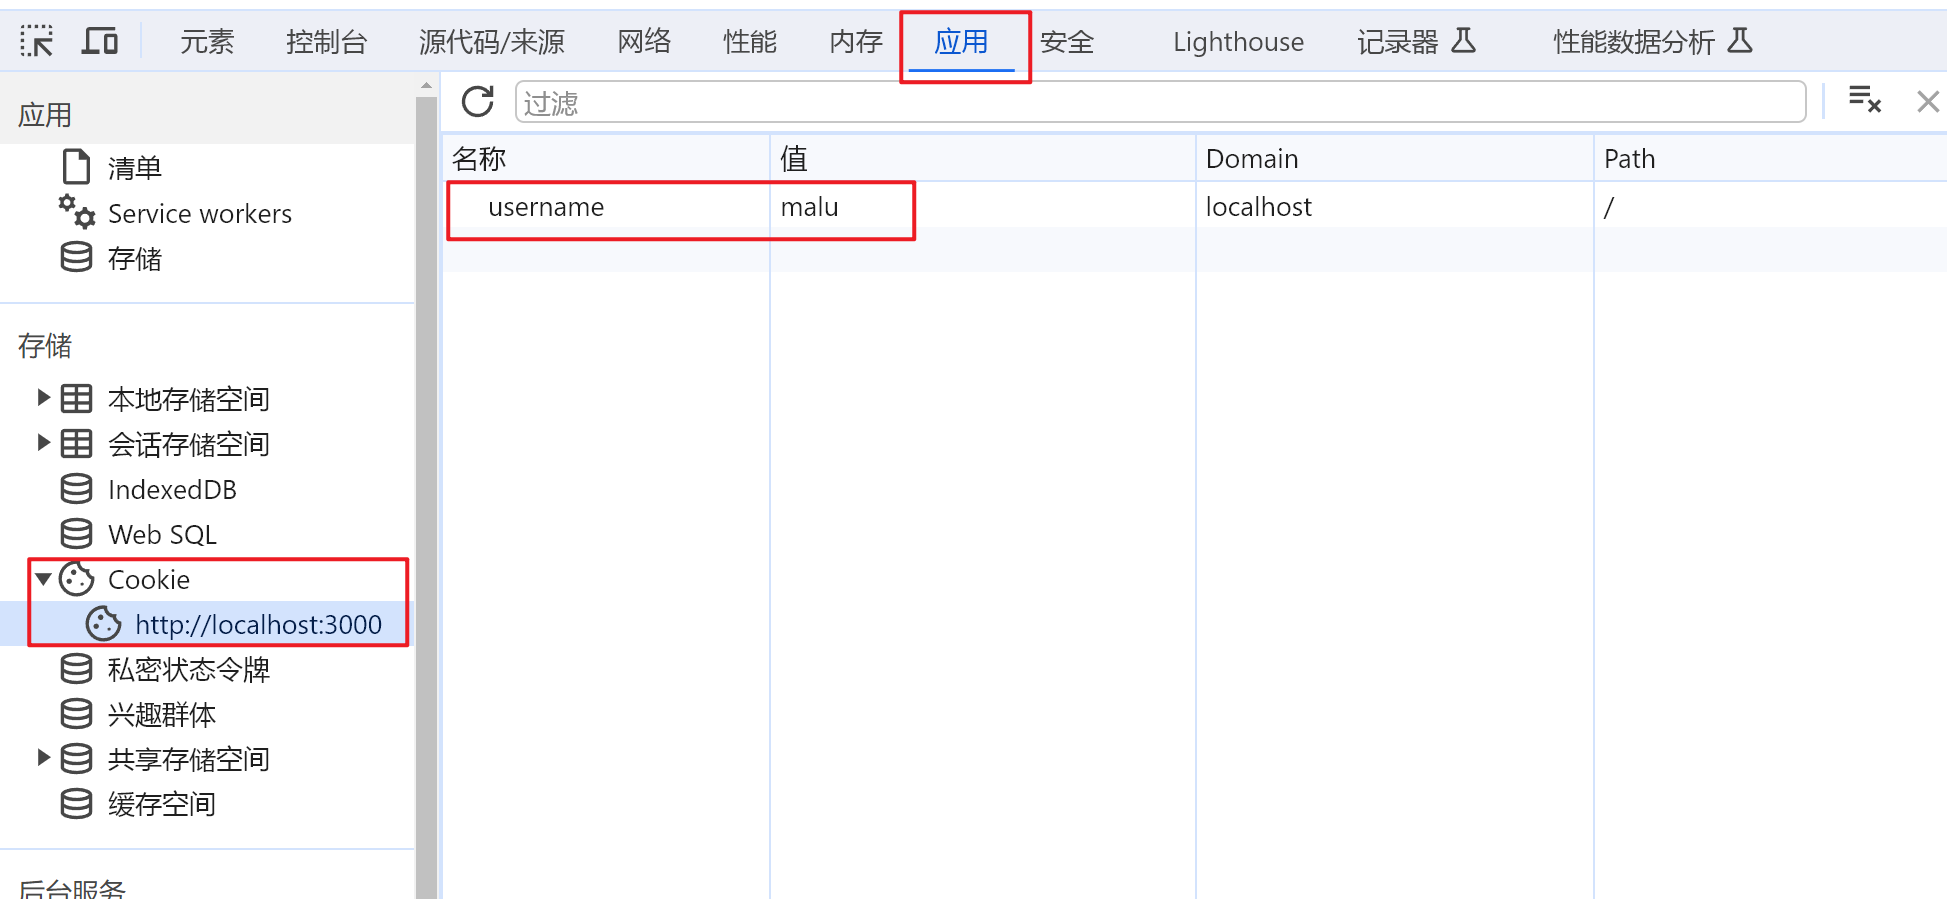 元素 控制台 源代码/来源 网络 性能 内存 应用 安全 Lighthouse 记录器 性能数据分析
应用
清单
Service workers
存储
存储
本地存储空间
会话存储空间
IndexedDB
Web SQL
Cookie
http://localhost:3000
私密状态令牌
兴趣群体
共享存储空间
缓存空间
后台服务
过滤
名称 值 Domain Path
username malu localhost /